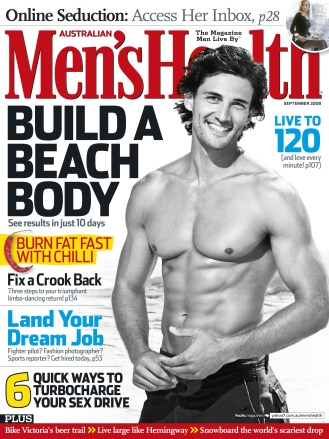 Online Seduction: Access Her Inbox, p28
AUSTRALIAN
The Magazine
Men Live By™
Men'sHealth
SEPTEMBER 2008
BUILD A
BEACH
BODY
See results in just 10 days
LIVE TO
120
(and love every
minute! p107)
BURN FAT FAST
WITH CHILLI
Fix a Crook Back
Three steps to your triumphant
limbo-dancing return! p134
Land Your
Dream Job
Fighter pilot? Fashion photographer?
Sports reporter? Get hired today, p53
6 QUICK WAYS TO
TURBOCHARGE
YOUR SEX DRIVE
PLUS
Bike Victoria's beer trail >> Live large like Hemingway >> Snowboard the world's scariest drop